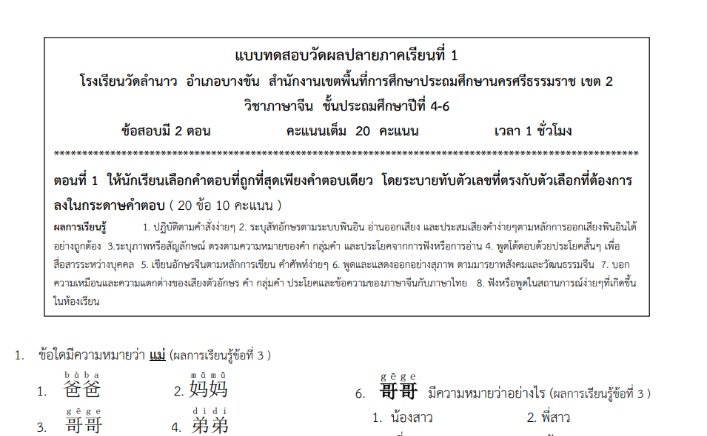 แบบทดสอบวัดผลปลายภาคเรียนที่ 1
โรงเรียนวัดลำนาว อำเภอบางขัน สำนักงานเขตพื้นที่การศึกษาประถมศึกษานครศรีธรรมราช เขต 2
วิชาภาษาจีน ชั้นประถมศึกษาปีที่ 4-6
ข้อสอบมี 2 ตอน คะแนนเต็ม 20 คะแนน เวลา 1 ชั่วโมง
ตอนที่ 1 ให้นักเรียนเลือกคำตอบที่ถูกที่สุดเพียงคำตอบเดียว โดยระบายทับตัวเลขที่ตรงกับตัวเลือกที่ต้องการ
ลงในกระดาษคำตอบ ( 20 ข้อ 10 คะแนน )
ผลการเรียนรู้ 1. ปฏิบัติตามคำสั่งง่ายๆ 2. ระบุสัทอักษรตามระบบพินอิน อ่านออกเสียง และประสมเสียงคำง่ายๆตามหลักการออกเสียงพินอินได้
อย่างถูกต้อง 3.ระบุภาพหรือสัญลักษณ์ ตรงตามความหมายของคำ กลุ่มคำ และประโยคจากการฟังหรือการอ่าน 4. พูดโต้ตอบด้วยประโยคสั้นๆ เพื่อ
สื่อสารระหว่างบุคคล 5. เขียนอักษรจีนตามหลักการเขียน คำศัพท์ง่ายๆ 6. พูดและแสดงออกอย่างสุภาพ ตามมารยาทสังคมและวัฒนธรรมจีน 7. บอก
ความเหมือนและความแตกต่างของเสียงตัวอักษร คำ กลุ่มคำ ประโยคและข้อความของภาษาจีนกับภาษาไทย 8. ฟังหรือพูดในสถานการณ์ง่ายๆที่เกิดขึ้น
ในห้องเรียน
1. ข้อใดมีความหมายว่า แม่ (ผลการเรียนรู้ข้อที่ 3 )
bàba
1. 爸爸
māmā
2. 妈妈
gēge
3. 哥哥
dìdi
4. 弟弟
gēge
6. 哥哥 มีความหมายว่าอย่างไร (ผลการเรียนรู้ข้อที่ 3 )
1. น้องสาว 2. พี่สาว